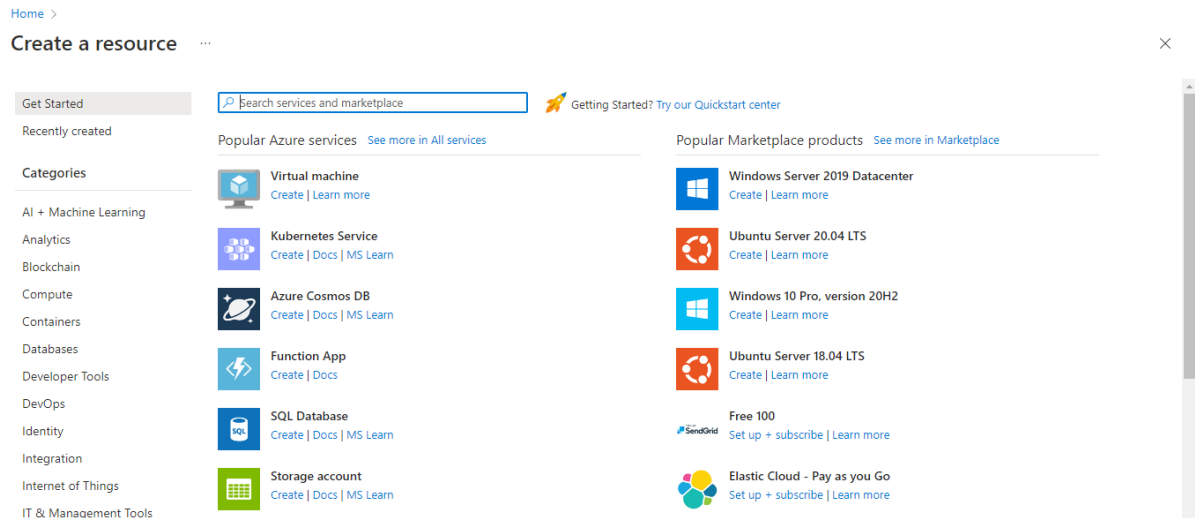 Home >
Create a resource ...
Get Started
Recently created
Categories
AI + Machine Learning
Analytics
Blockchain
Compute
Containers
Databases
Developer Tools
DevOps
Identity
Integration
Internet of Things
IT & Management Tools
Search services and marketplace
Getting Started? Try our Quickstart center
Popular Azure services See more in All services
Virtual machine
Create | Learn more
Kubernetes Service
Create | Docs | MS Learn
Azure Cosmos DB
Create | Docs | MS Learn
Function App
Create | Docs
SQL
SQL Database
Create | Docs | MS Learn
Storage account
Create | Docs | MS Learn
Popular Marketplace products See more in Marketplace
Windows Server 2019 Datacenter
Create | Learn more
Ubuntu Server 20.04 LTS
Create | Learn more
Windows 10 Pro, version 20H2
Create | Learn more
Ubuntu Server 18.04 LTS
Create | Learn more
SendGrid
Free 100
Set up + subscribe | Learn more
Elastic Cloud - Pay as you Go
Set up + subscribe | Learn more